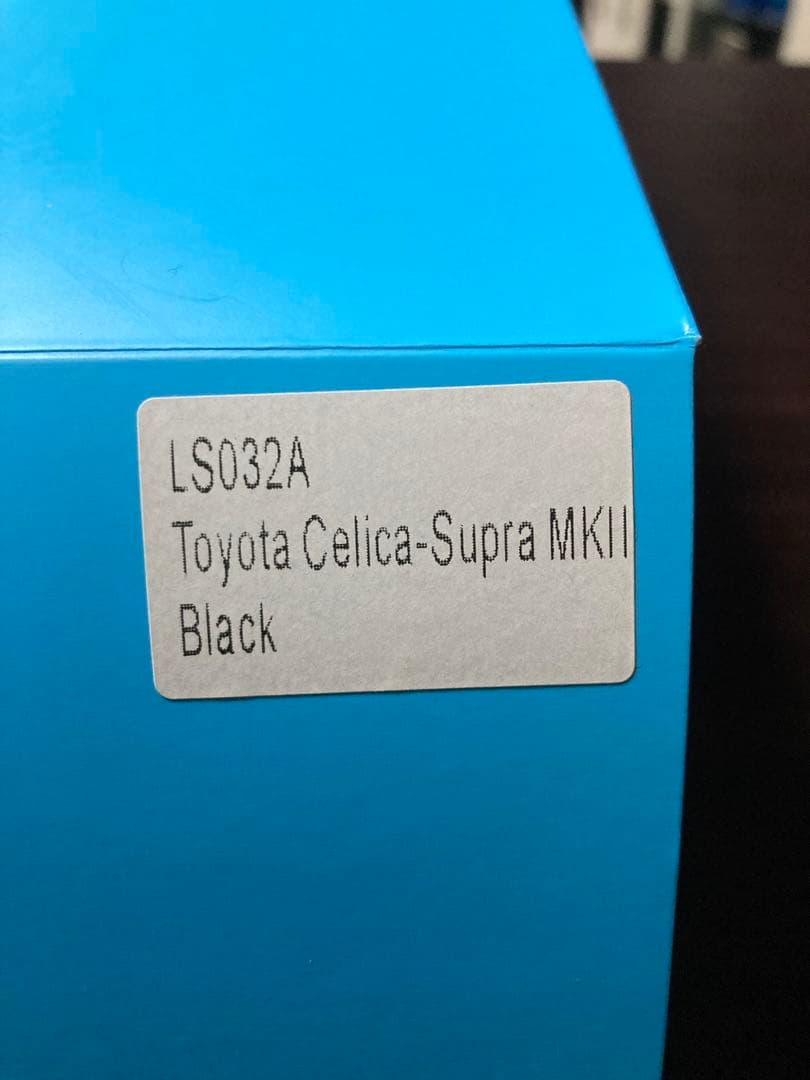 LS032A
Toyota Celica-Supra MKII
Black